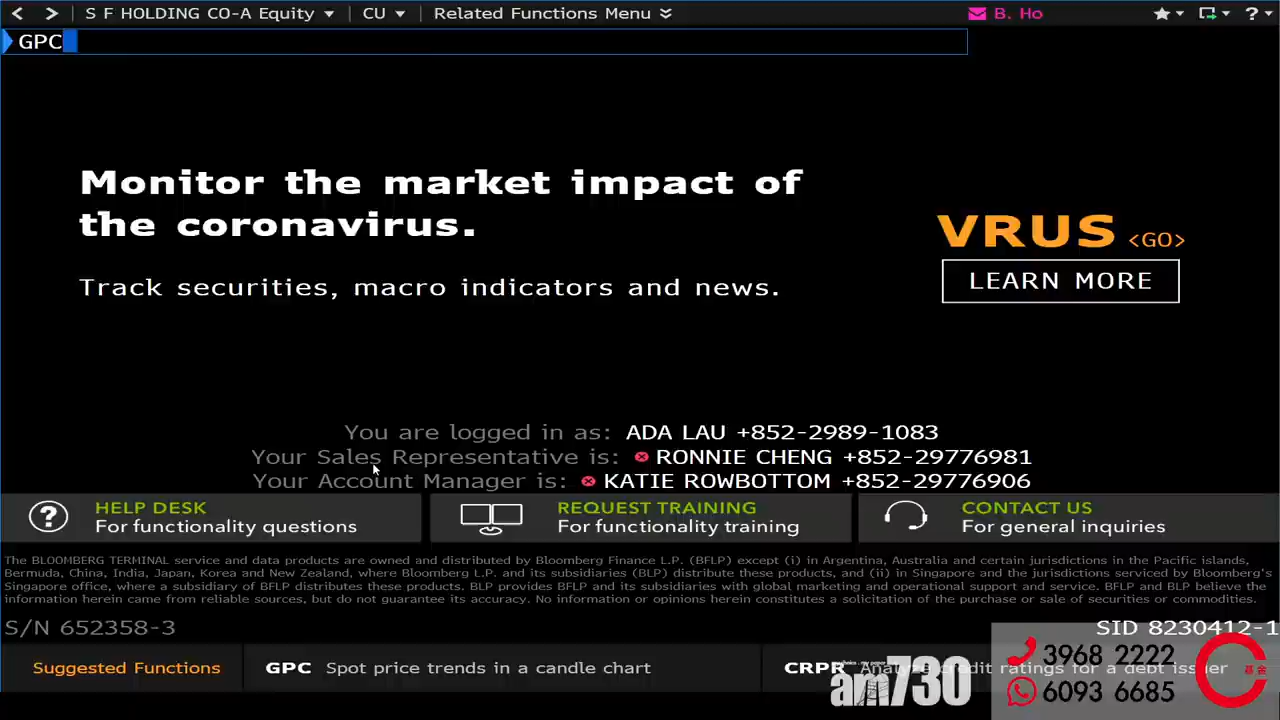 S F HOLDING CO-A Equity CU Related Functions Menu B. Ho ?
GPC
Monitor the market impact of
the coronavirus.
VRUS <GO>
LEARN MORE
Track securities, macro indicators and news.
You are logged in as: ADA LAU +852-2989-1083
Your Sales Representative is: RONNIE CHENG +852-29776981
Your Account Manager is: KATIE ROWBOTTOM +852-29776906
HELP DESK
For functionality questions
REQUEST TRAINING
For functionality training
CONTACT US
For general inquiries
The BLOOMBERG TERMINAL service and data products are owned and distributed by Bloomberg Finance L.P. (BFLP) except (i) in Argentina, Australia and certain jurisdictions in the Pacific islands,
Bermuda, China, India, Japan, Korea and New Zealand, where Bloomberg L.P. and its subsidiaries (BLP) distribute these products, and (ii) in Singapore and the jurisdictions serviced by Bloomberg's
Singapore office, where a subsidiary of BFLP distributes these products. BLP provides BFLP and its subsidiaries with global marketing and operational support and service. BFLP and BLP believe the
information herein came from reliable sources, but do not guarantee its accuracy. No information or opinions herein constitutes a solicitation of the purchase or sale of securities or commodities.
S/N 652358-3
SID 8230412-1
Suggested Functions GPC Spot price trends in a candle chart CRPR Analyze credit ratings for a debt issuer
am730
3968 2222
6093 6685
基金